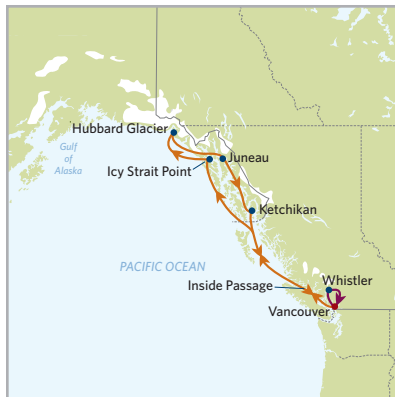 Hubbard Glacier
Gulf
of
Alaska
Juneau
Icy Strait Point
Ketchikan
PACIFIC OCEAN
Inside Passage
Whistler
Vancouver